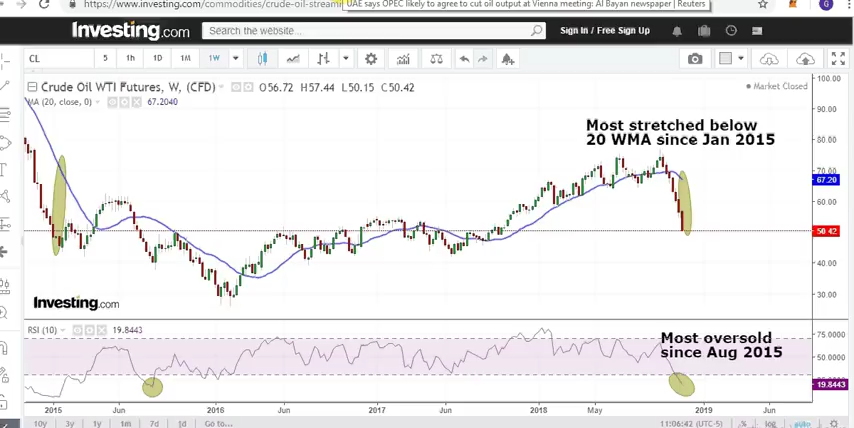 https://www.investing.com/commodities/crude-oil-stream
UAE says OPEC likely to agree to cut oil output at Vienna meeting: Al Bayan newspaper | Reuters
Investing.com
Search the website...
Sign In / Free Sign Up
CL 5 1h 1D 1M 1W
Crude Oil WTI Futures, W, (CFD) O56.72 H57.44 L50.15 C50.42
Market Closed
MA (20, close, 0) 67.2040
100.00
90.00
Most stretched below
20 WMA since Jan 2015
80.00
70.00
67.20
60.00
50.42
40.00
30.00
Investing.com
RSI (10) 19.8443
Most oversold
since Aug 2015
75.0000
50.0000
19.8443
2015 Jun 2016 Jun 2017 Jun 2018 May 2019 Jun
10y 3y 1y 1m 7d 1d Go to... 11:06:42 (UTC-5) % log auto